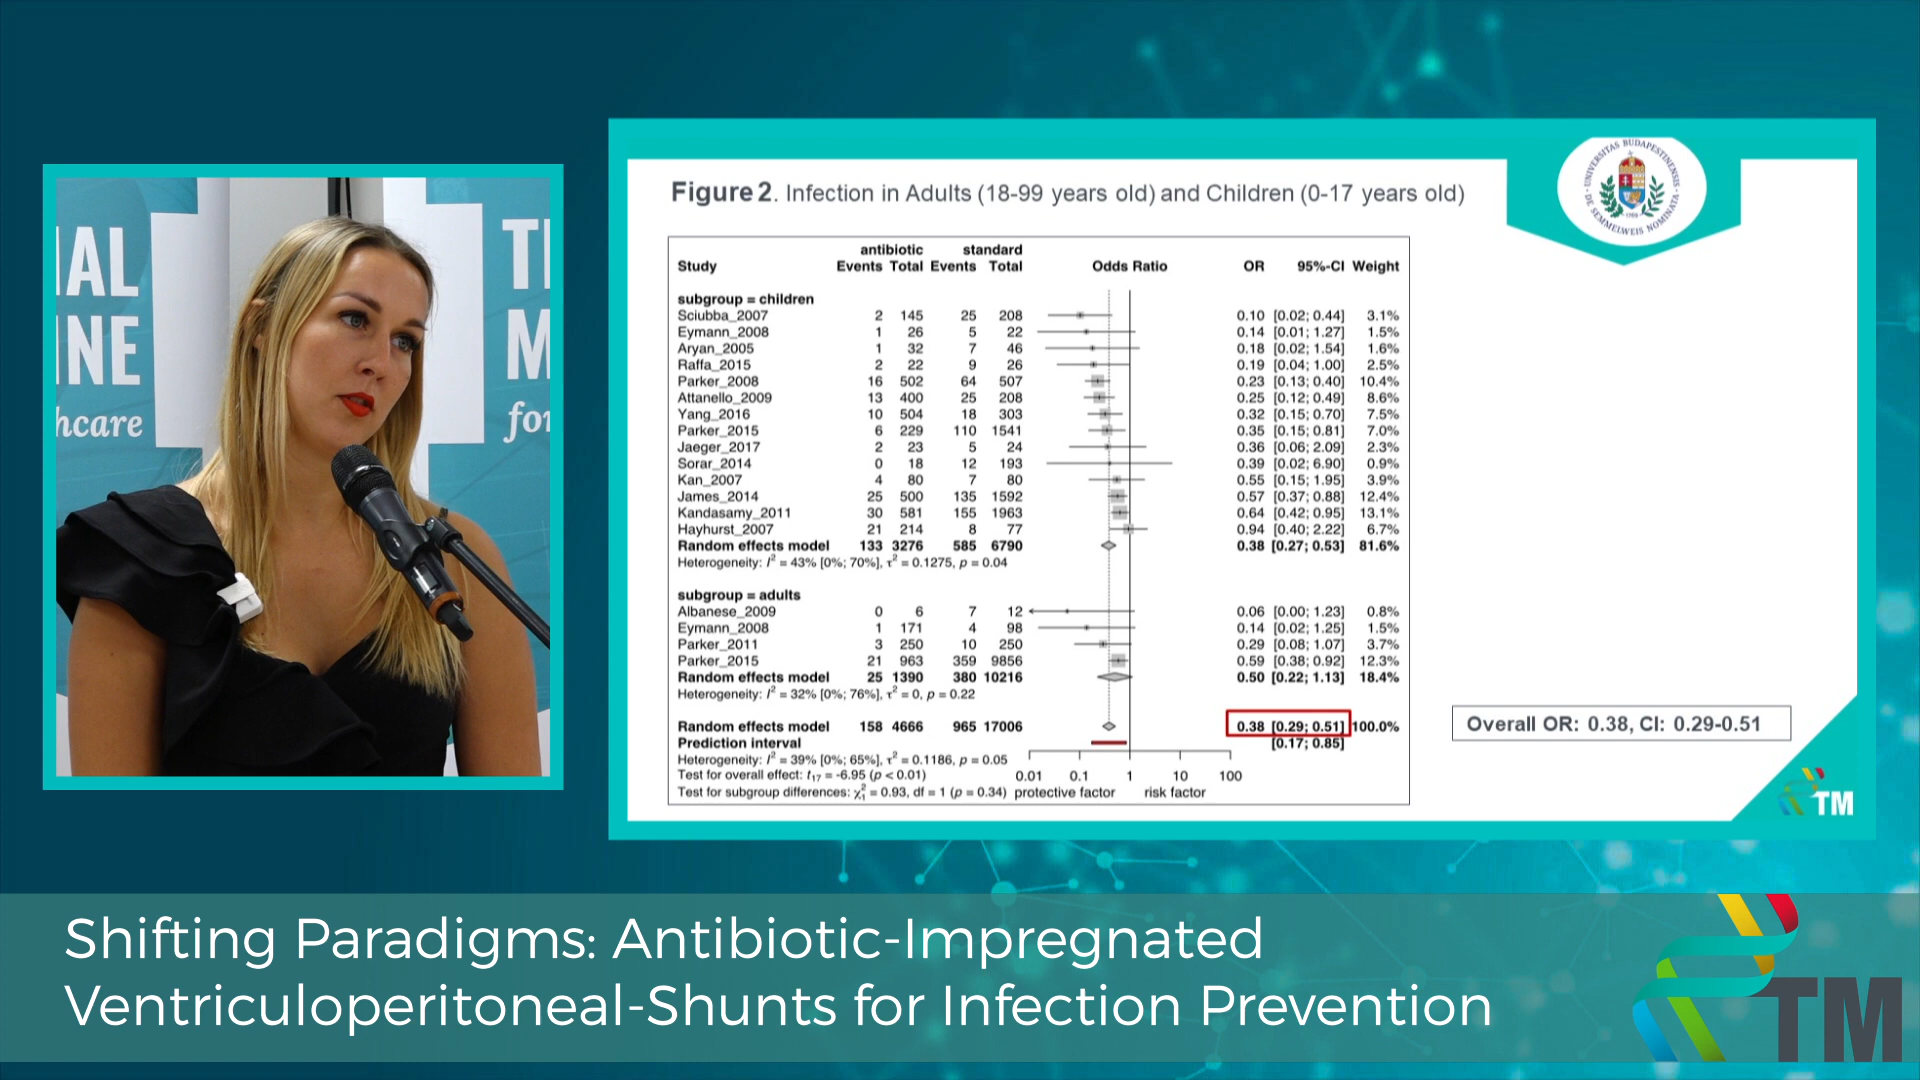 IAL
INE
hcare
TI
M
for
UNIVERSITAS BUDAPESTINENSIS
DE SEMMELWEIS NOMINATA
1769
Figure 2. Infection in Adults (18-99 years old) and Children (0-17 years old)
antibiotic standard
Study Events Total Events Total Odds Ratio OR 95%-CI Weight
subgroup = children
Sciubba_2007 2 145 25 208 0.10 [0.02; 0.44] 3.1%
Eymann_2008 1 26 5 22 0.14 [0.01; 1.27] 1.5%
Aryan_2005 1 32 7 46 0.18 [0.02; 1.54] 1.6%
Raffa_2015 2 22 9 26 0.19 [0.04; 1.00] 2.5%
Parker_2008 16 502 64 507 0.23 [0.13; 0.40] 10.4%
Attanello_2009 13 400 25 208 0.25 [0.12; 0.49] 8.6%
Yang_2016 10 504 18 303 0.32 [0.15; 0.70] 7.5%
Parker_2015 6 229 110 1541 0.35 [0.15; 0.81] 7.0%
Jaeger_2017 2 23 5 24 0.36 [0.06; 2.09] 2.3%
Sorar_2014 0 18 12 193 0.39 [0.02; 6.90] 0.9%
Kan_2007 4 80 7 80 0.55 [0.15; 1.95] 3.9%
James_2014 25 500 135 1592 0.57 [0.37; 0.88] 12.4%
Kandasamy_2011 30 581 155 1963 0.64 [0.42; 0.95] 13.1%
Hayhurst_2007 21 214 8 77 0.94 [0.40; 2.22] 6.7%
Random effects model 133 3276 585 6790 0.38 [0.27; 0.53] 81.6%
Heterogeneity: I² = 43% [0%; 70%], τ² = 0.1275, p = 0.04
subgroup = adults
Albanese_2009 0 6 7 12 0.06 [0.00; 1.23] 0.8%
Eymann_2008 1 171 4 98 0.14 [0.02; 1.25] 1.5%
Parker_2011 3 250 10 250 0.29 [0.08; 1.07] 3.7%
Parker_2015 21 963 359 9856 0.59 [0.38; 0.92] 12.3%
Random effects model 25 1390 380 10216 0.50 [0.22; 1.13] 18.4%
Heterogeneity: I² = 32% [0%; 76%], τ² = 0, p = 0.22
Random effects model 158 4666 965 17006 0.38 [0.29; 0.51] 100.0%
Prediction interval [0.17; 0.85]
Heterogeneity: I² = 39% [0%; 65%], τ² = 0.1186, p = 0.05
Test for overall effect: t₁₇ = -6.95 (p < 0.01) 0.01 0.1 1 10 100
Test for subgroup differences: χ²₁ = 0.93, df = 1 (p = 0.34) protective factor risk factor
Overall OR: 0.38, CI: 0.29-0.51
TM
Shifting Paradigms: Antibiotic-Impregnated
Ventriculoperitoneal-Shunts for Infection Prevention
TM